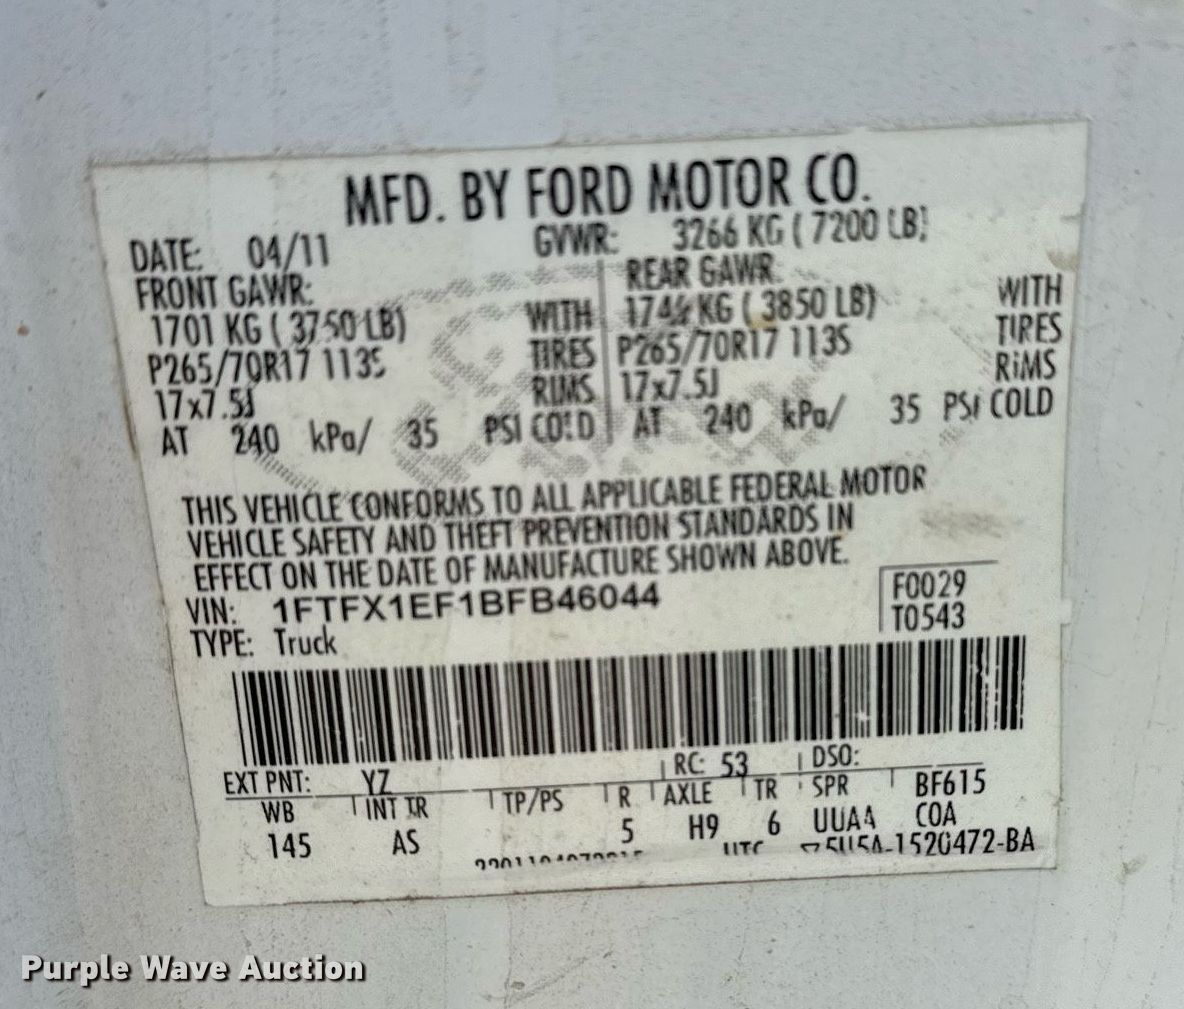 MFD. BY FORD MOTOR CO.
DATE: 04/11 GVWR: 3266 KG ( 7200 LB)
FRONT GAWR: REAR GAWR:
1701 KG ( 3750 LB) WITH KG ( 3850 LB) WITH
P265/70R17 113S TIRES P265/70R17 113S TIRES
17x7.5J RIMS 17x7.5J RIMS
AT 240 kPa/ 35 PSI COLD AT 240 kPa/ 35 PSI COLD
THIS VEHICLE CONFORMS TO ALL APPLICABLE FEDERAL MOTOR
VEHICLE SAFETY AND THEFT PREVENTION STANDARDS IN
EFFECT ON THE DATE OF MANUFACTURE SHOWN ABOVE.
VIN: 1FTFX1EF1BFB46044 F0029
TYPE: Truck T0543
EXT PNT: YZ RC: 53 DSO:
WB INT TR TP/PS R AXLE TR SPR BF615
145 AS 5 H9 6 UUA4 COA
UTC 5U5A-1520472-BA
Purple Wave Auction